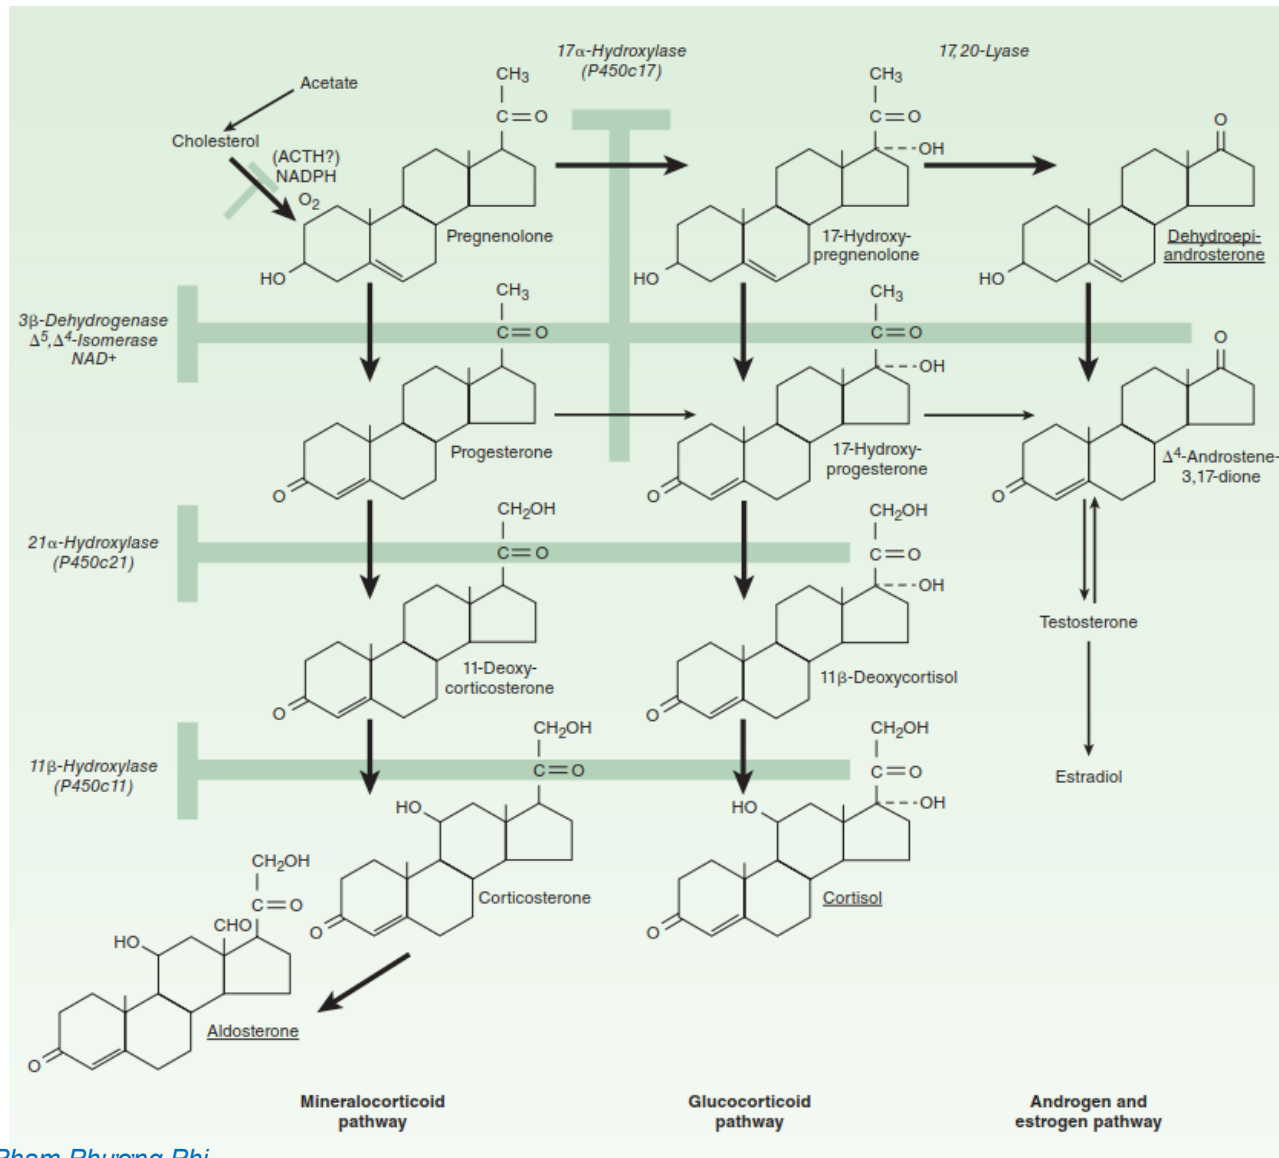 17α-Hydroxylase
(P450c17)
17,20-Lyase
Acetate
Cholesterol
(ACTH?)
NADPH
O2
CH3
C=O
HO
Pregnenolone
CH3
C=O
OH
HO
17-Hydroxy-
pregnenolone
O
HO
Dehydroepi-
androsterone
3β-Dehydrogenase
Δ5,Δ4-Isomerase
NAD+
CH3
C=O
O
Progesterone
CH3
C=O
OH
O
17-Hydroxy-
progesterone
O
O
Δ4-Androstene-
3,17-dione
21α-Hydroxylase
(P450c21)
CH2OH
C=O
O
11-Deoxy-
corticosterone
CH2OH
C=O
OH
O
11β-Deoxycortisol
Testosterone
Estradiol
11β-Hydroxylase
(P450c11)
CH2OH
C=O
HO
O
Corticosterone
CH2OH
C=O
OH
HO
O
Cortisol
CH2OH
C=O
CHO
HO
O
Aldosterone
Mineralocorticoid
pathway
Glucocorticoid
pathway
Androgen and
estrogen pathway
Pham Phương Phi